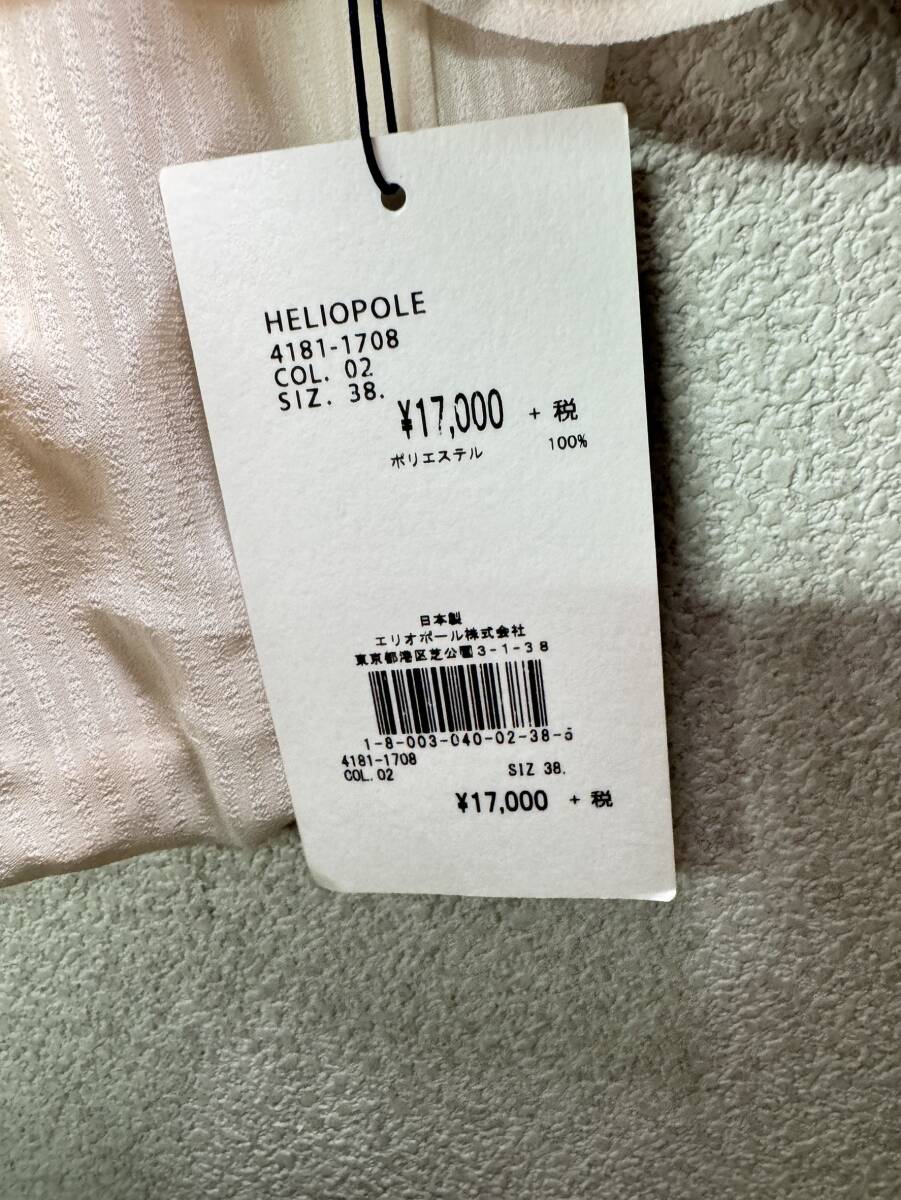 HELIOPOLE
4181-1708
COL. 02
SIZ. 38.
¥17,000 + 税
ポリエステル 100%
日本製
エリオポール株式会社
東京都港区芝公園3-1-38
1-8-003-040-02-38-
4181-1708
COL.02 SIZ 38.
¥17,000 + 税